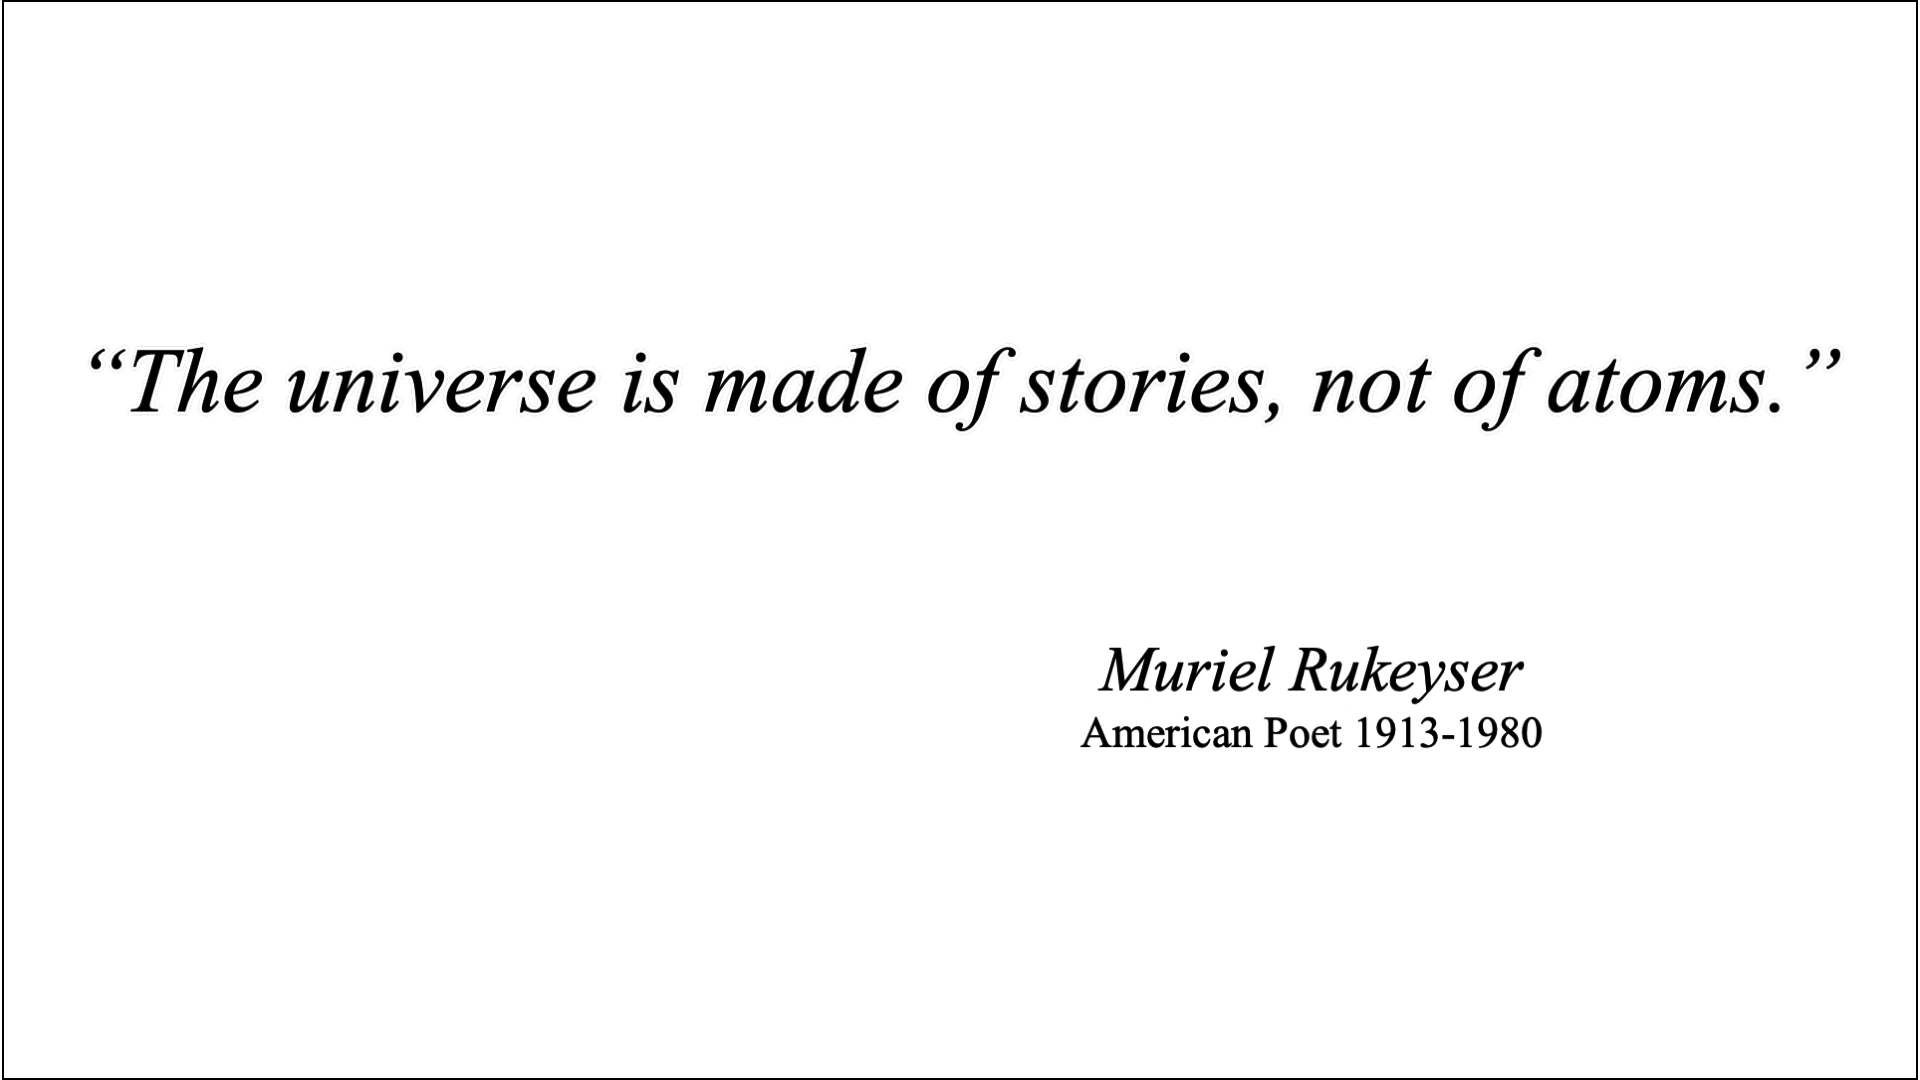 “The universe is made of stories, not of atoms.”
Muriel Rukeyser
American Poet 1913-1980